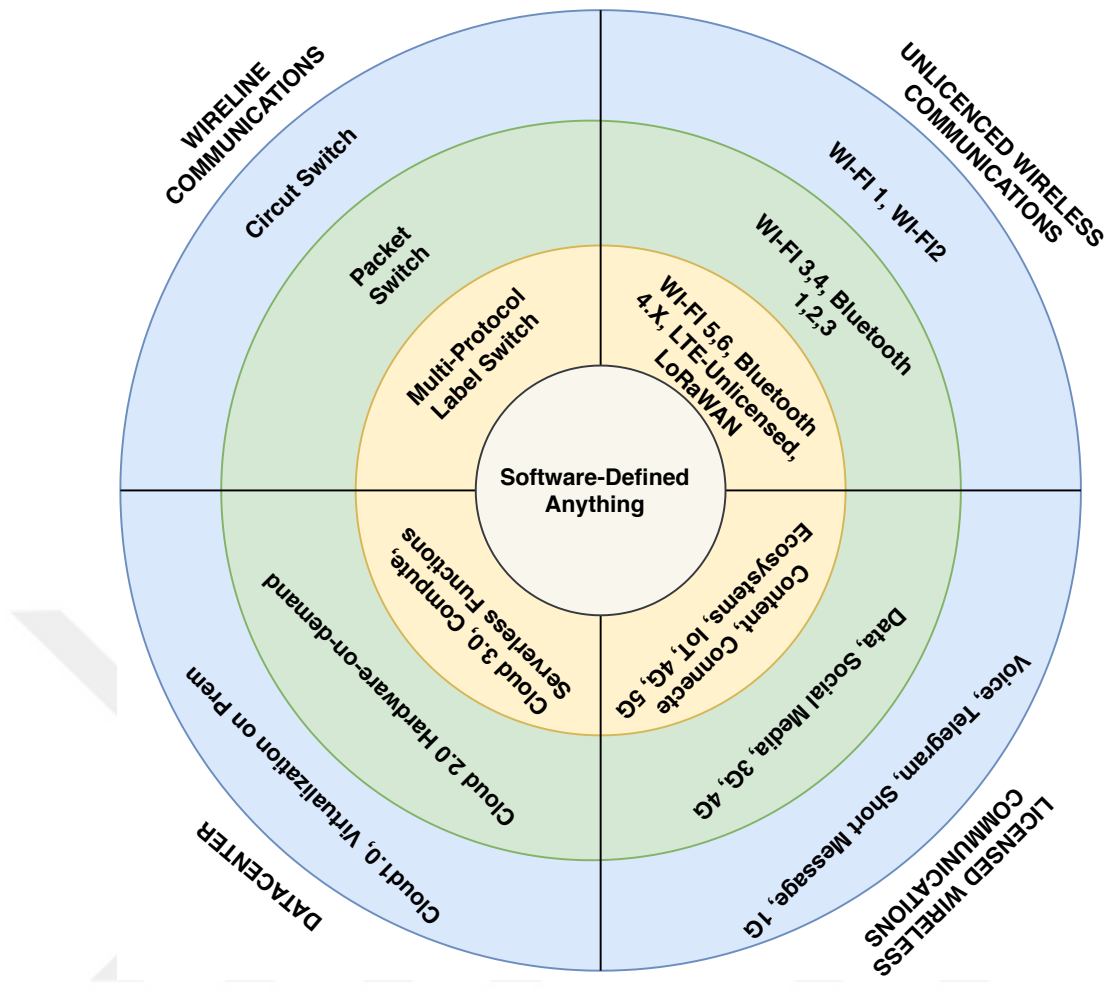 WIRELINE
COMMUNICATIONS
Circut Switch
Packet
Switch
Multi-Protocol
Label Switch
UNLICENCED WIRELESS
COMMUNICATIONS
WI-FI 1, WI-FI2
WI-FI 3,4, Bluetooth
1,2,3
WI-FI 5,6, Bluetooth
4.X, LTE-Unlicensed,
LoRaWAN
Software-Defined
Anything
Cloud 3.0, Compute,
Serverless Functions
Cloud 2.0 Hardware-on-demand
Cloud1.0, Virtualization on Prem
DATACENTER
Content, Connecte
Ecosystems, IoT, 4G, 5G
Data, Social Media, 3G, 4G
Voice, Telegram, Short Message, 1G
LICENSED WIRELESS
COMMUNICATIONS